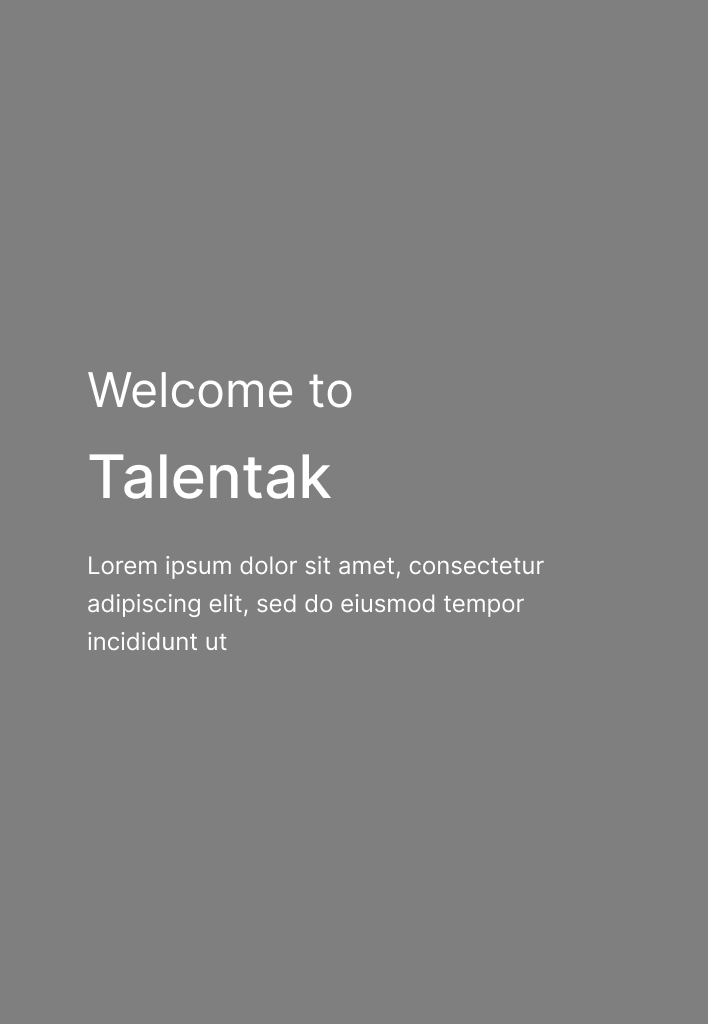 Welcome to
Talentak
Lorem ipsum dolor sit amet, consectetur
adipiscing elit, sed do eiusmod tempor
incididunt ut